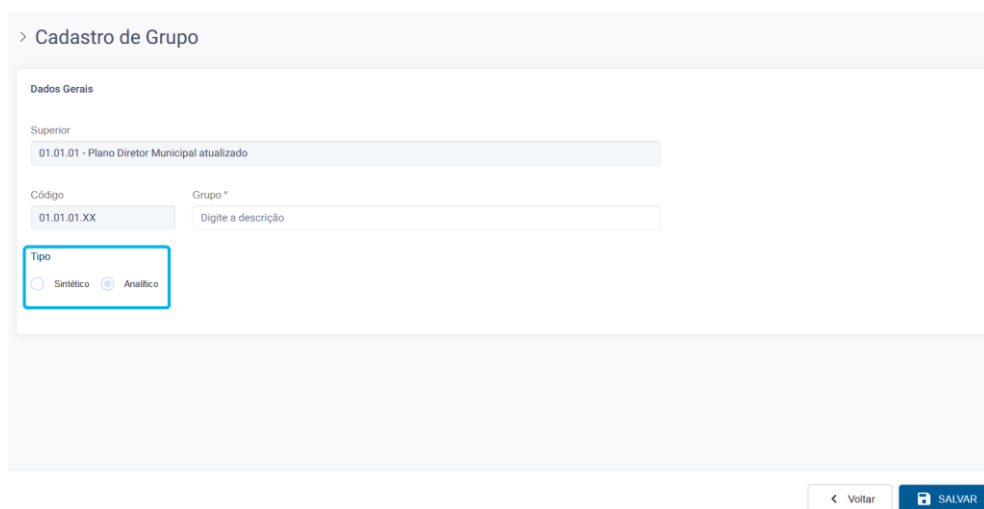 Cadastro de Grupo
Dados Gerais
Superior
01.01.01 - Plano Diretor Municipal atualizado
Código Grupo *
01.01.01.XX Digite a descrição
Tipo
Sintético Analítico
Voltar SALVAR